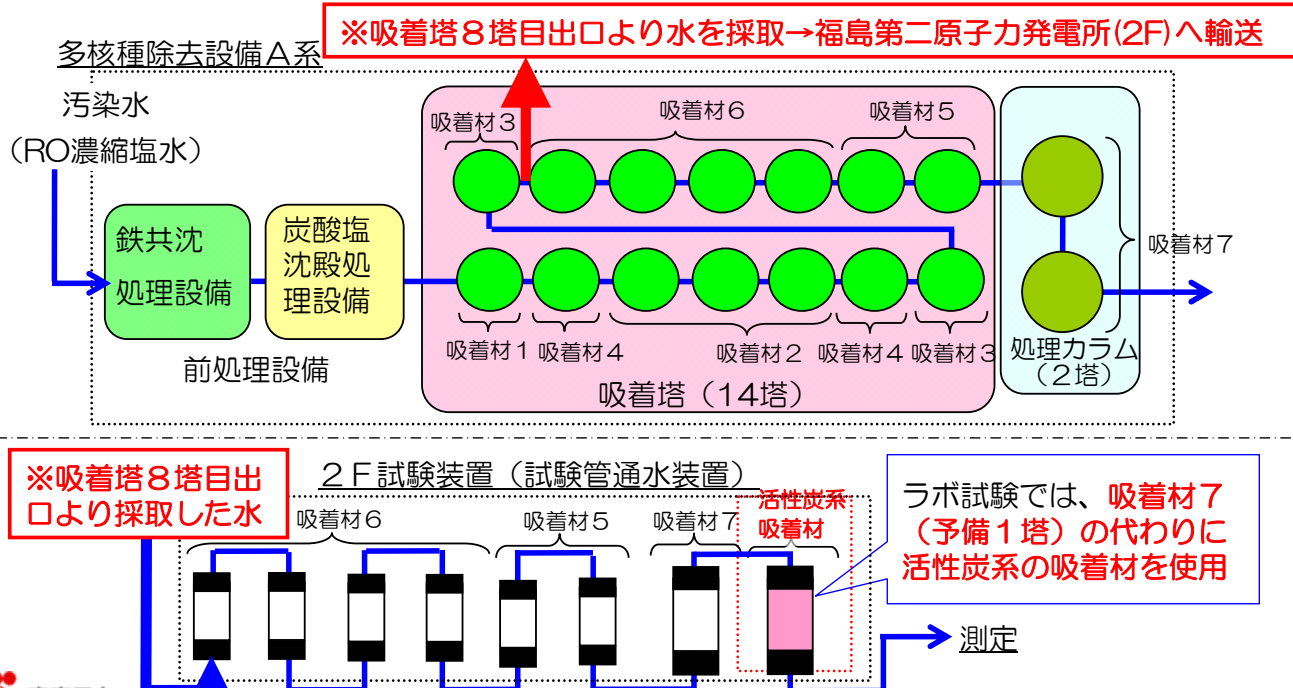 ※吸着塔8塔目出口より水を採取→福島第二原子力発電所(2F)へ輸送
多核種除去設備A系
汚染水
(RO濃縮塩水)
吸着材3
吸着材6
吸着材5
鉄共沈
処理設備
炭酸塩
沈殿処
理設備
吸着材7
吸着材1
吸着材4
吸着材2
吸着材4
吸着材3
処理カラム
(2塔)
前処理設備
吸着塔(14塔)
※吸着塔8塔目出
口より採取した水
2F試験装置(試験管通水装置)
吸着材6
吸着材5
吸着材7
活性炭系
吸着材
ラボ試験では、吸着材7
(予備1塔)の代わりに
活性炭系の吸着材を使用
測定